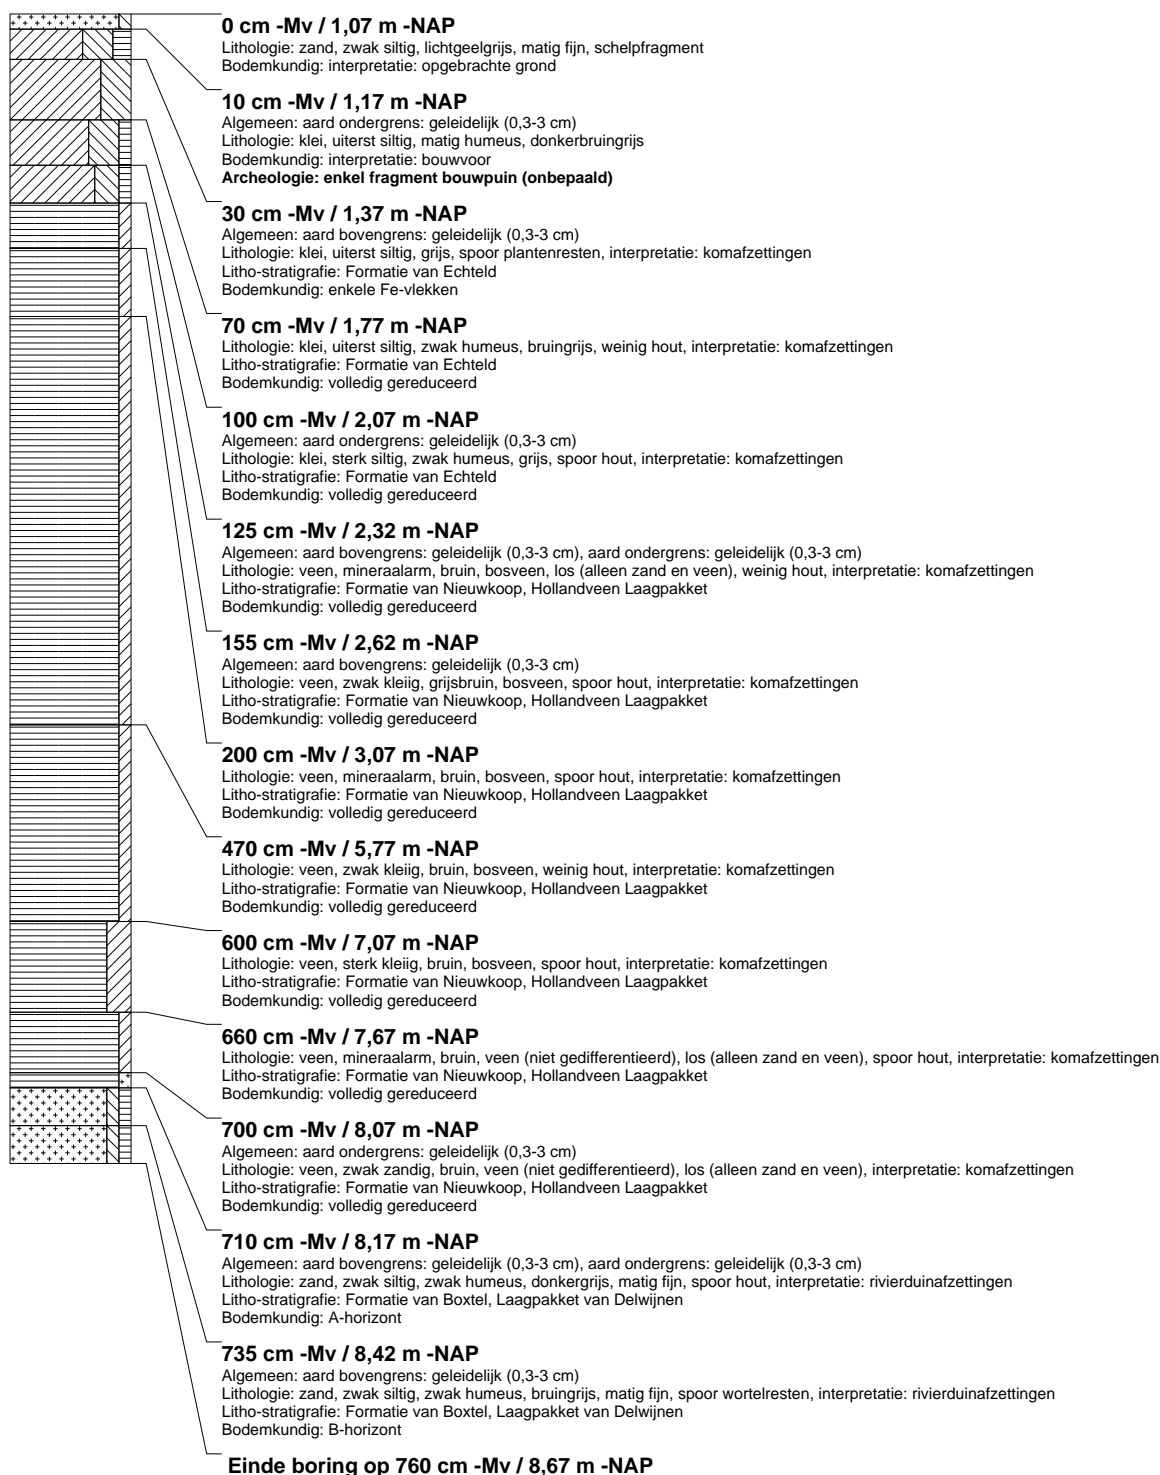 0 cm -Mv / 1,07 m -NAP
Lithologie: zand, zwak siltig, lichtgeelgrijs, matig fijn, schelpfragment
Bodemkundig: interpretatie: opgebrachte grond
10 cm -Mv / 1,17 m -NAP
Algemeen: aard ondergrens: geleidelijk (0,3-3 cm)
Lithologie: klei, uiterst siltig, matig humeus, donkerbruingrijs
Bodemkundig: interpretatie: bouwvoor
Archeologie: enkel fragment bouwpuin (onbepaald)
30 cm -Mv / 1,37 m -NAP
Algemeen: aard bovengrens: geleidelijk (0,3-3 cm)
Lithologie: klei, uiterst siltig, grijs, spoor plantenresten, interpretatie: komafzettingen
Litho-stratigrafie: Formatie van Echteld
Bodemkundig: enkele Fe-vlekken
70 cm -Mv / 1,77 m -NAP
Lithologie: klei, uiterst siltig, zwak humeus, bruingrijs, weinig hout, interpretatie: komafzettingen
Litho-stratigrafie: Formatie van Echteld
Bodemkundig: volledig gereduceerd
100 cm -Mv / 2,07 m -NAP
Algemeen: aard ondergrens: geleidelijk (0,3-3 cm)
Lithologie: klei, sterk siltig, zwak humeus, grijs, spoor hout, interpretatie: komafzettingen
Litho-stratigrafie: Formatie van Echteld
Bodemkundig: volledig gereduceerd
125 cm -Mv / 2,32 m -NAP
Algemeen: aard bovengrens: geleidelijk (0,3-3 cm), aard ondergrens: geleidelijk (0,3-3 cm)
Lithologie: veen, mineraalarm, bruin, bosveen, los (alleen zand en veen), weinig hout, interpretatie: komafzettingen
Litho-stratigrafie: Formatie van Nieuwkoop, Hollandveen Laagpakket
Bodemkundig: volledig gereduceerd
155 cm -Mv / 2,62 m -NAP
Algemeen: aard bovengrens: geleidelijk (0,3-3 cm)
Lithologie: veen, zwak kleiig, grijsbruin, bosveen, spoor hout, interpretatie: komafzettingen
Litho-stratigrafie: Formatie van Nieuwkoop, Hollandveen Laagpakket
Bodemkundig: volledig gereduceerd
200 cm -Mv / 3,07 m -NAP
Lithologie: veen, mineraalarm, bruin, bosveen, spoor hout, interpretatie: komafzettingen
Litho-stratigrafie: Formatie van Nieuwkoop, Hollandveen Laagpakket
Bodemkundig: volledig gereduceerd
470 cm -Mv / 5,77 m -NAP
Lithologie: veen, zwak kleiig, bruin, bosveen, weinig hout, interpretatie: komafzettingen
Litho-stratigrafie: Formatie van Nieuwkoop, Hollandveen Laagpakket
Bodemkundig: volledig gereduceerd
600 cm -Mv / 7,07 m -NAP
Lithologie: veen, sterk kleiig, bruin, bosveen, spoor hout, interpretatie: komafzettingen
Litho-stratigrafie: Formatie van Nieuwkoop, Hollandveen Laagpakket
Bodemkundig: volledig gereduceerd
660 cm -Mv / 7,67 m -NAP
Lithologie: veen, mineraalarm, bruin, veen (niet gedifferentieerd), los (alleen zand en veen), spoor hout, interpretatie: komafzettingen
Litho-stratigrafie: Formatie van Nieuwkoop, Hollandveen Laagpakket
Bodemkundig: volledig gereduceerd
700 cm -Mv / 8,07 m -NAP
Algemeen: aard ondergrens: geleidelijk (0,3-3 cm)
Lithologie: veen, zwak zandig, bruin, veen (niet gedifferentieerd), los (alleen zand en veen), interpretatie: komafzettingen
Litho-stratigrafie: Formatie van Nieuwkoop, Hollandveen Laagpakket
Bodemkundig: volledig gereduceerd
710 cm -Mv / 8,17 m -NAP
Algemeen: aard bovengrens: geleidelijk (0,3-3 cm), aard ondergrens: geleidelijk (0,3-3 cm)
Lithologie: zand, zwak siltig, zwak humeus, donkergrijs, matig fijn, spoor hout, interpretatie: rivierduinafzettingen
Litho-stratigrafie: Formatie van Boxtel, Laagpakket van Delwijnen
Bodemkundig: A-horizont
735 cm -Mv / 8,42 m -NAP
Algemeen: aard bovengrens: geleidelijk (0,3-3 cm)
Lithologie: zand, zwak siltig, zwak humeus, bruingrijs, matig fijn, spoor wortelresten, interpretatie: rivierduinafzettingen
Litho-stratigrafie: Formatie van Boxtel, Laagpakket van Delwijnen
Bodemkundig: B-horizont
Einde boring op 760 cm -Mv / 8,67 m -NAP